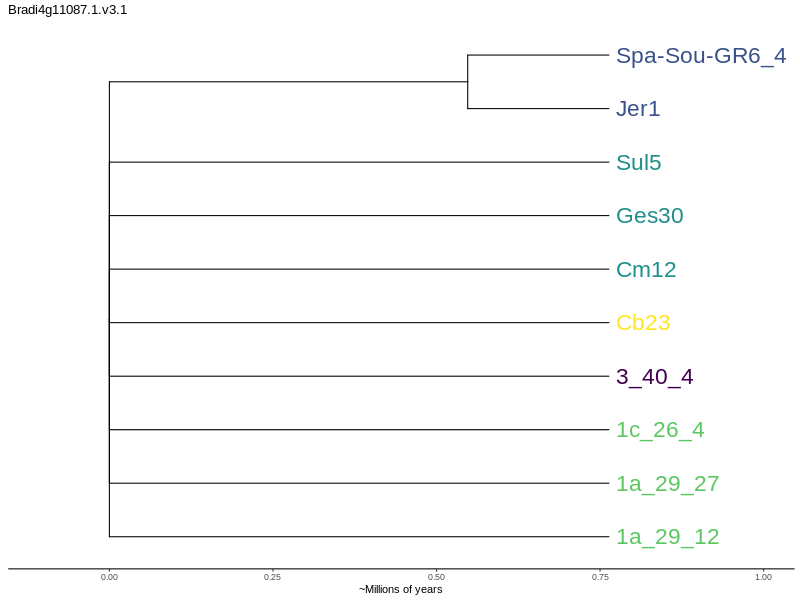 Bradi4g11087.1.v3.1
Spa-Sou-GR6_4
Jer1
Sul5
Ges30
Cm12
Cb23
3_40_4
1c_26_4
1a_29_27
1a_29_12
0.00 0.25 0.50 0.75 1.00
~Millions of years